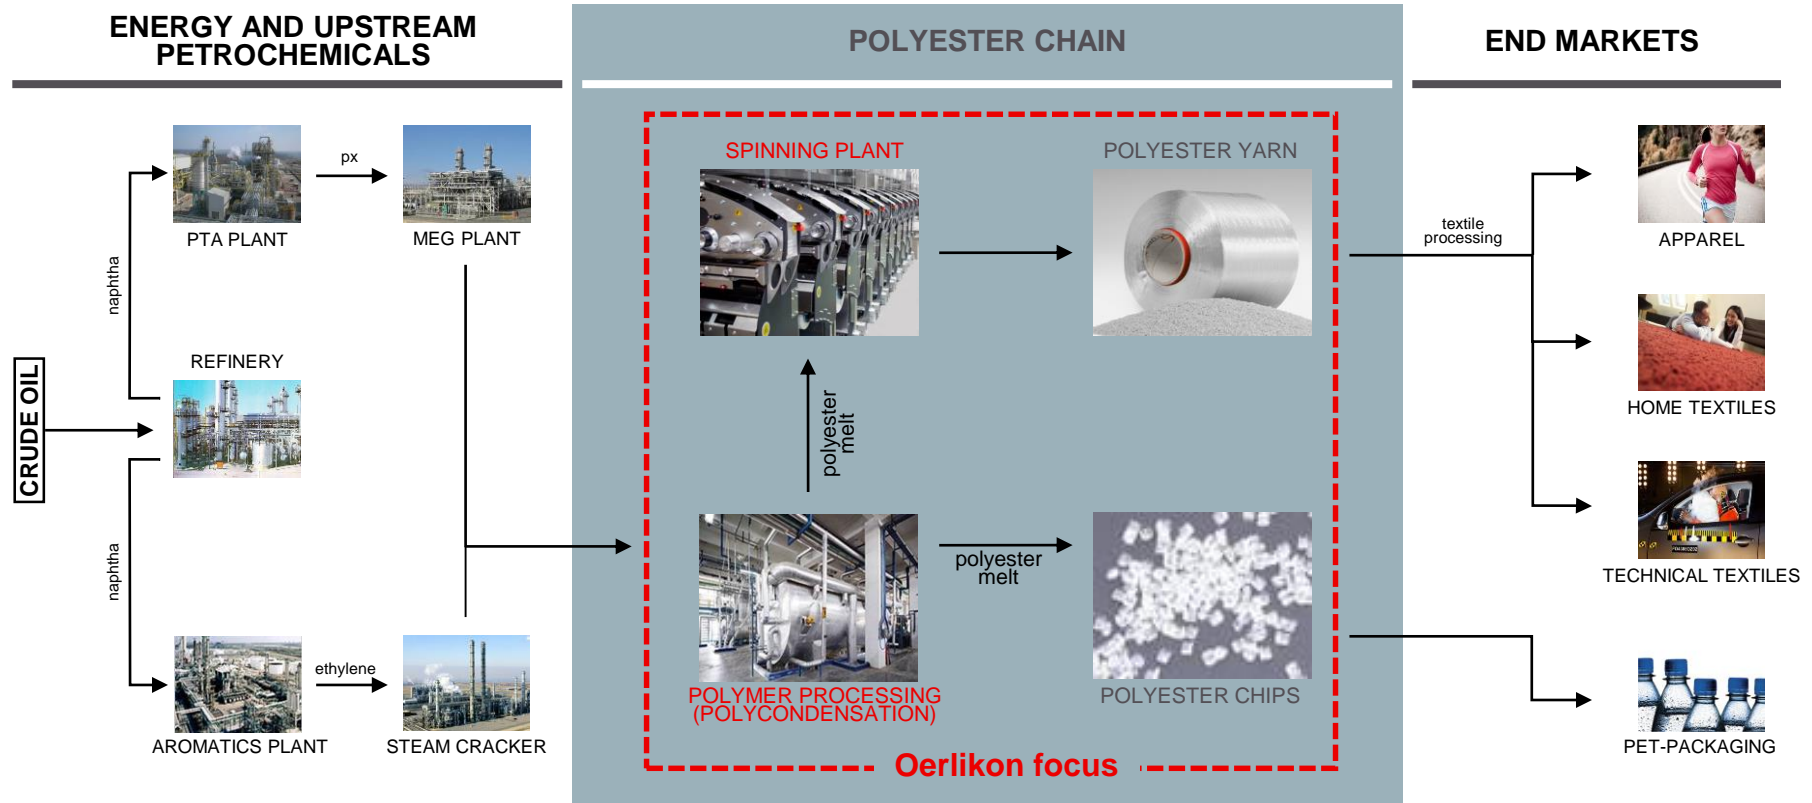 ENERGY AND UPSTREAM
PETROCHEMICALS
POLYESTER CHAIN
END MARKETS
px
PTA PLANT
MEG PLANT
naphtha
REFINERY
CRUDE OIL
naphtha
ethylene
AROMATICS PLANT
STEAM CRACKER
SPINNING PLANT
POLYESTER YARN
polyester
melt
polyester
melt
POLYMER PROCESSING
(POLYCONDENSATION)
POLYESTER CHIPS
Oerlikon focus
textile
processing
APPAREL
HOME TEXTILES
TECHNICAL TEXTILES
PET-PACKAGING